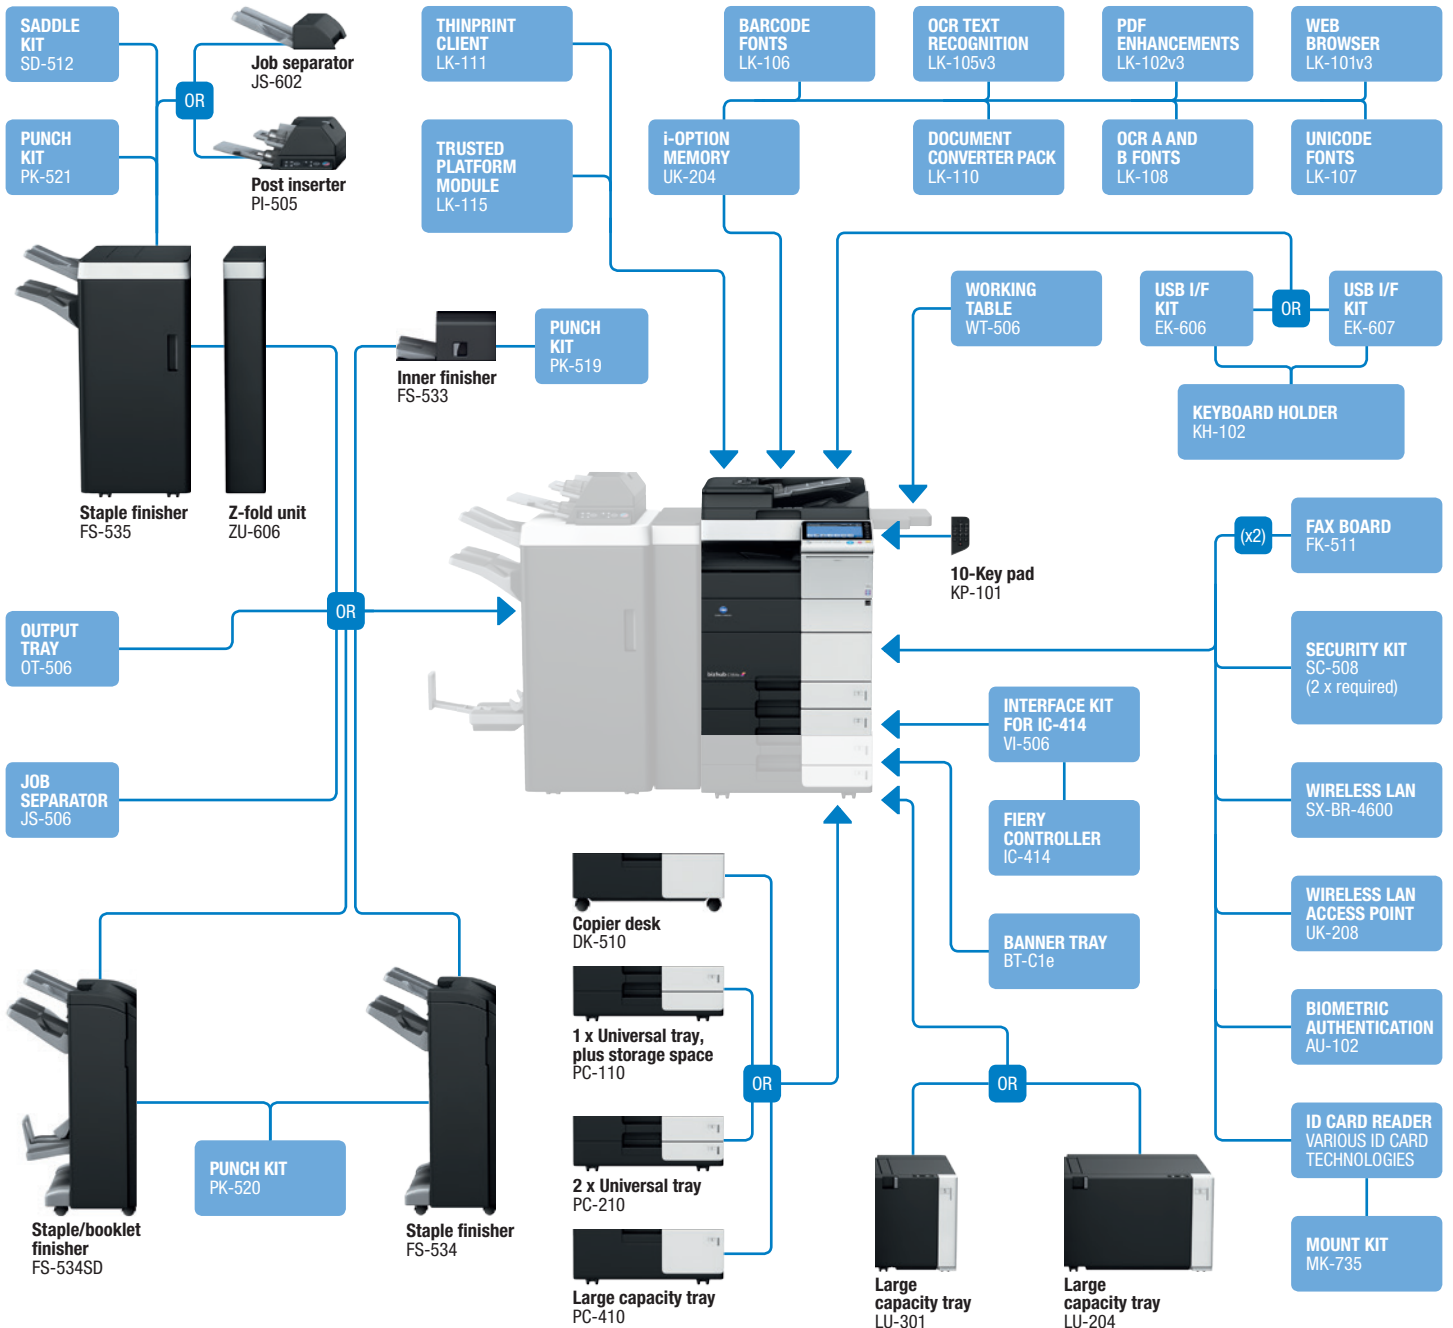 SADDLE
KIT
SD-512
Job separator
JS-602
OR
PUNCH
KIT
PK-521
Post inserter
PI-505
THINPRINT
CLIENT
LK-111
TRUSTED
PLATFORM
MODULE
LK-115
BARCODE
FONTS
LK-106
OCR TEXT
RECOGNITION
LK-105v3
PDF
ENHANCEMENTS
LK-102v3
WEB
BROWSER
LK-101v3
i-OPTION
MEMORY
UK-204
DOCUMENT
CONVERTER PACK
LK-110
OCR A AND
B FONTS
LK-108
UNICODE
FONTS
LK-107
Staple finisher
FS-535
Z-fold unit
ZU-606
Inner finisher
FS-533
PUNCH
KIT
PK-519
WORKING
TABLE
WT-506
USB I/F
KIT
EK-606
OR
USB I/F
KIT
EK-607
KEYBOARD HOLDER
KH-102
10-Key pad
KP-101
(x2)
FAX BOARD
FK-511
OUTPUT
TRAY
OT-506
OR
SECURITY KIT
SC-508
(2 x required)
bizhub
INTERFACE KIT
FOR IC-414
VI-506
JOB
SEPARATOR
JS-506
FIERY
CONTROLLER
IC-414
WIRELESS LAN
SX-BR-4600
WIRELESS LAN
ACCESS POINT
UK-208
BANNER TRAY
BT-C1e
BIOMETRIC
AUTHENTICATION
AU-102
ID CARD READER
VARIOUS ID CARD
TECHNOLOGIES
MOUNT KIT
MK-735
Copier desk
DK-510
1 x Universal tray,
plus storage space
PC-110
OR
2 x Universal tray
PC-210
Large capacity tray
PC-410
OR
Large
capacity tray
LU-301
Large
capacity tray
LU-204
PUNCH KIT
PK-520
Staple/booklet
finisher
FS-534SD
Staple finisher
FS-534